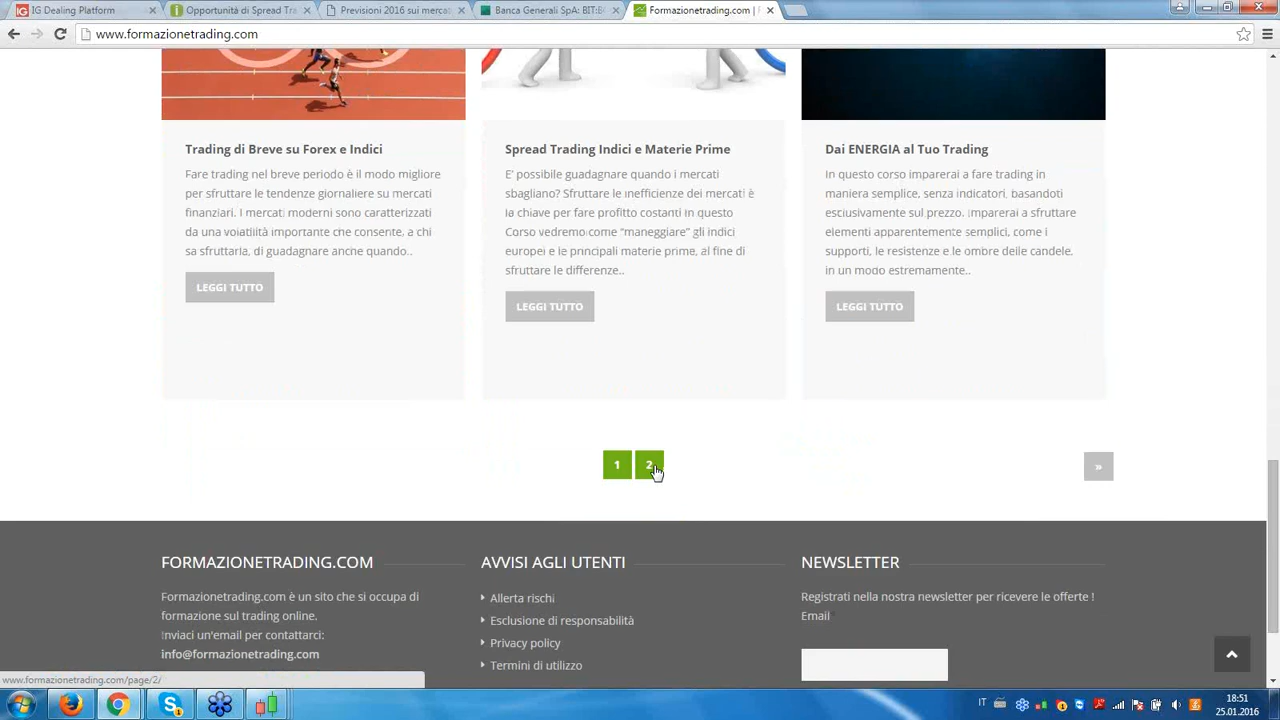 IG Dealing Platform
Opportunità di Spread Tra
Previsioni 2016 sui mercat
Banca Generali SpA: BIT:B
Formazionetrading.com |
www.formazionetrading.com
Trading di Breve su Forex e Indici
Fare trading nel breve periodo è il modo migliore
per sfruttare le tendenze giornaliere su mercati
finanziari. I mercati moderni sono caratterizzati
da una volatilità importante che consente, a chi
sa sfruttarla, di guadagnare anche quando..
LEGGI TUTTO
Spread Trading Indici e Materie Prime
E' possibile guadagnare quando i mercati
sbagliano? Sfruttare le inefficienze dei mercati è
la chiave per fare profitto costanti in questo
Corso vedremo come “maneggiare” gli indici
europei e le principali materie prime, al fine di
sfruttare le differenze..
LEGGI TUTTO
Dai ENERGIA al Tuo Trading
In questo corso imparerai a fare trading in
maniera semplice, senza indicatori, basandoti
esclusivamente sul prezzo. Imparerai a sfruttare
elementi apparentemente semplici, come i
supporti, le resistenze e le ombre delle candele,
in un modo estremamente..
LEGGI TUTTO
1 2 »
FORMAZIONETRADING.COM
Formazionetrading.com è un sito che si occupa di
formazione sul trading online.
Inviaci un'email per contattarci:
info@formazionetrading.com
AVVISI AGLI UTENTI
Allerta rischi
Esclusione di responsabilità
Privacy policy
Termini di utilizzo
NEWSLETTER
Registrati nella nostra newsletter per ricevere le offerte !
Email
www.formazionetrading.com/page/2/
IT
18:51
25.01.2016